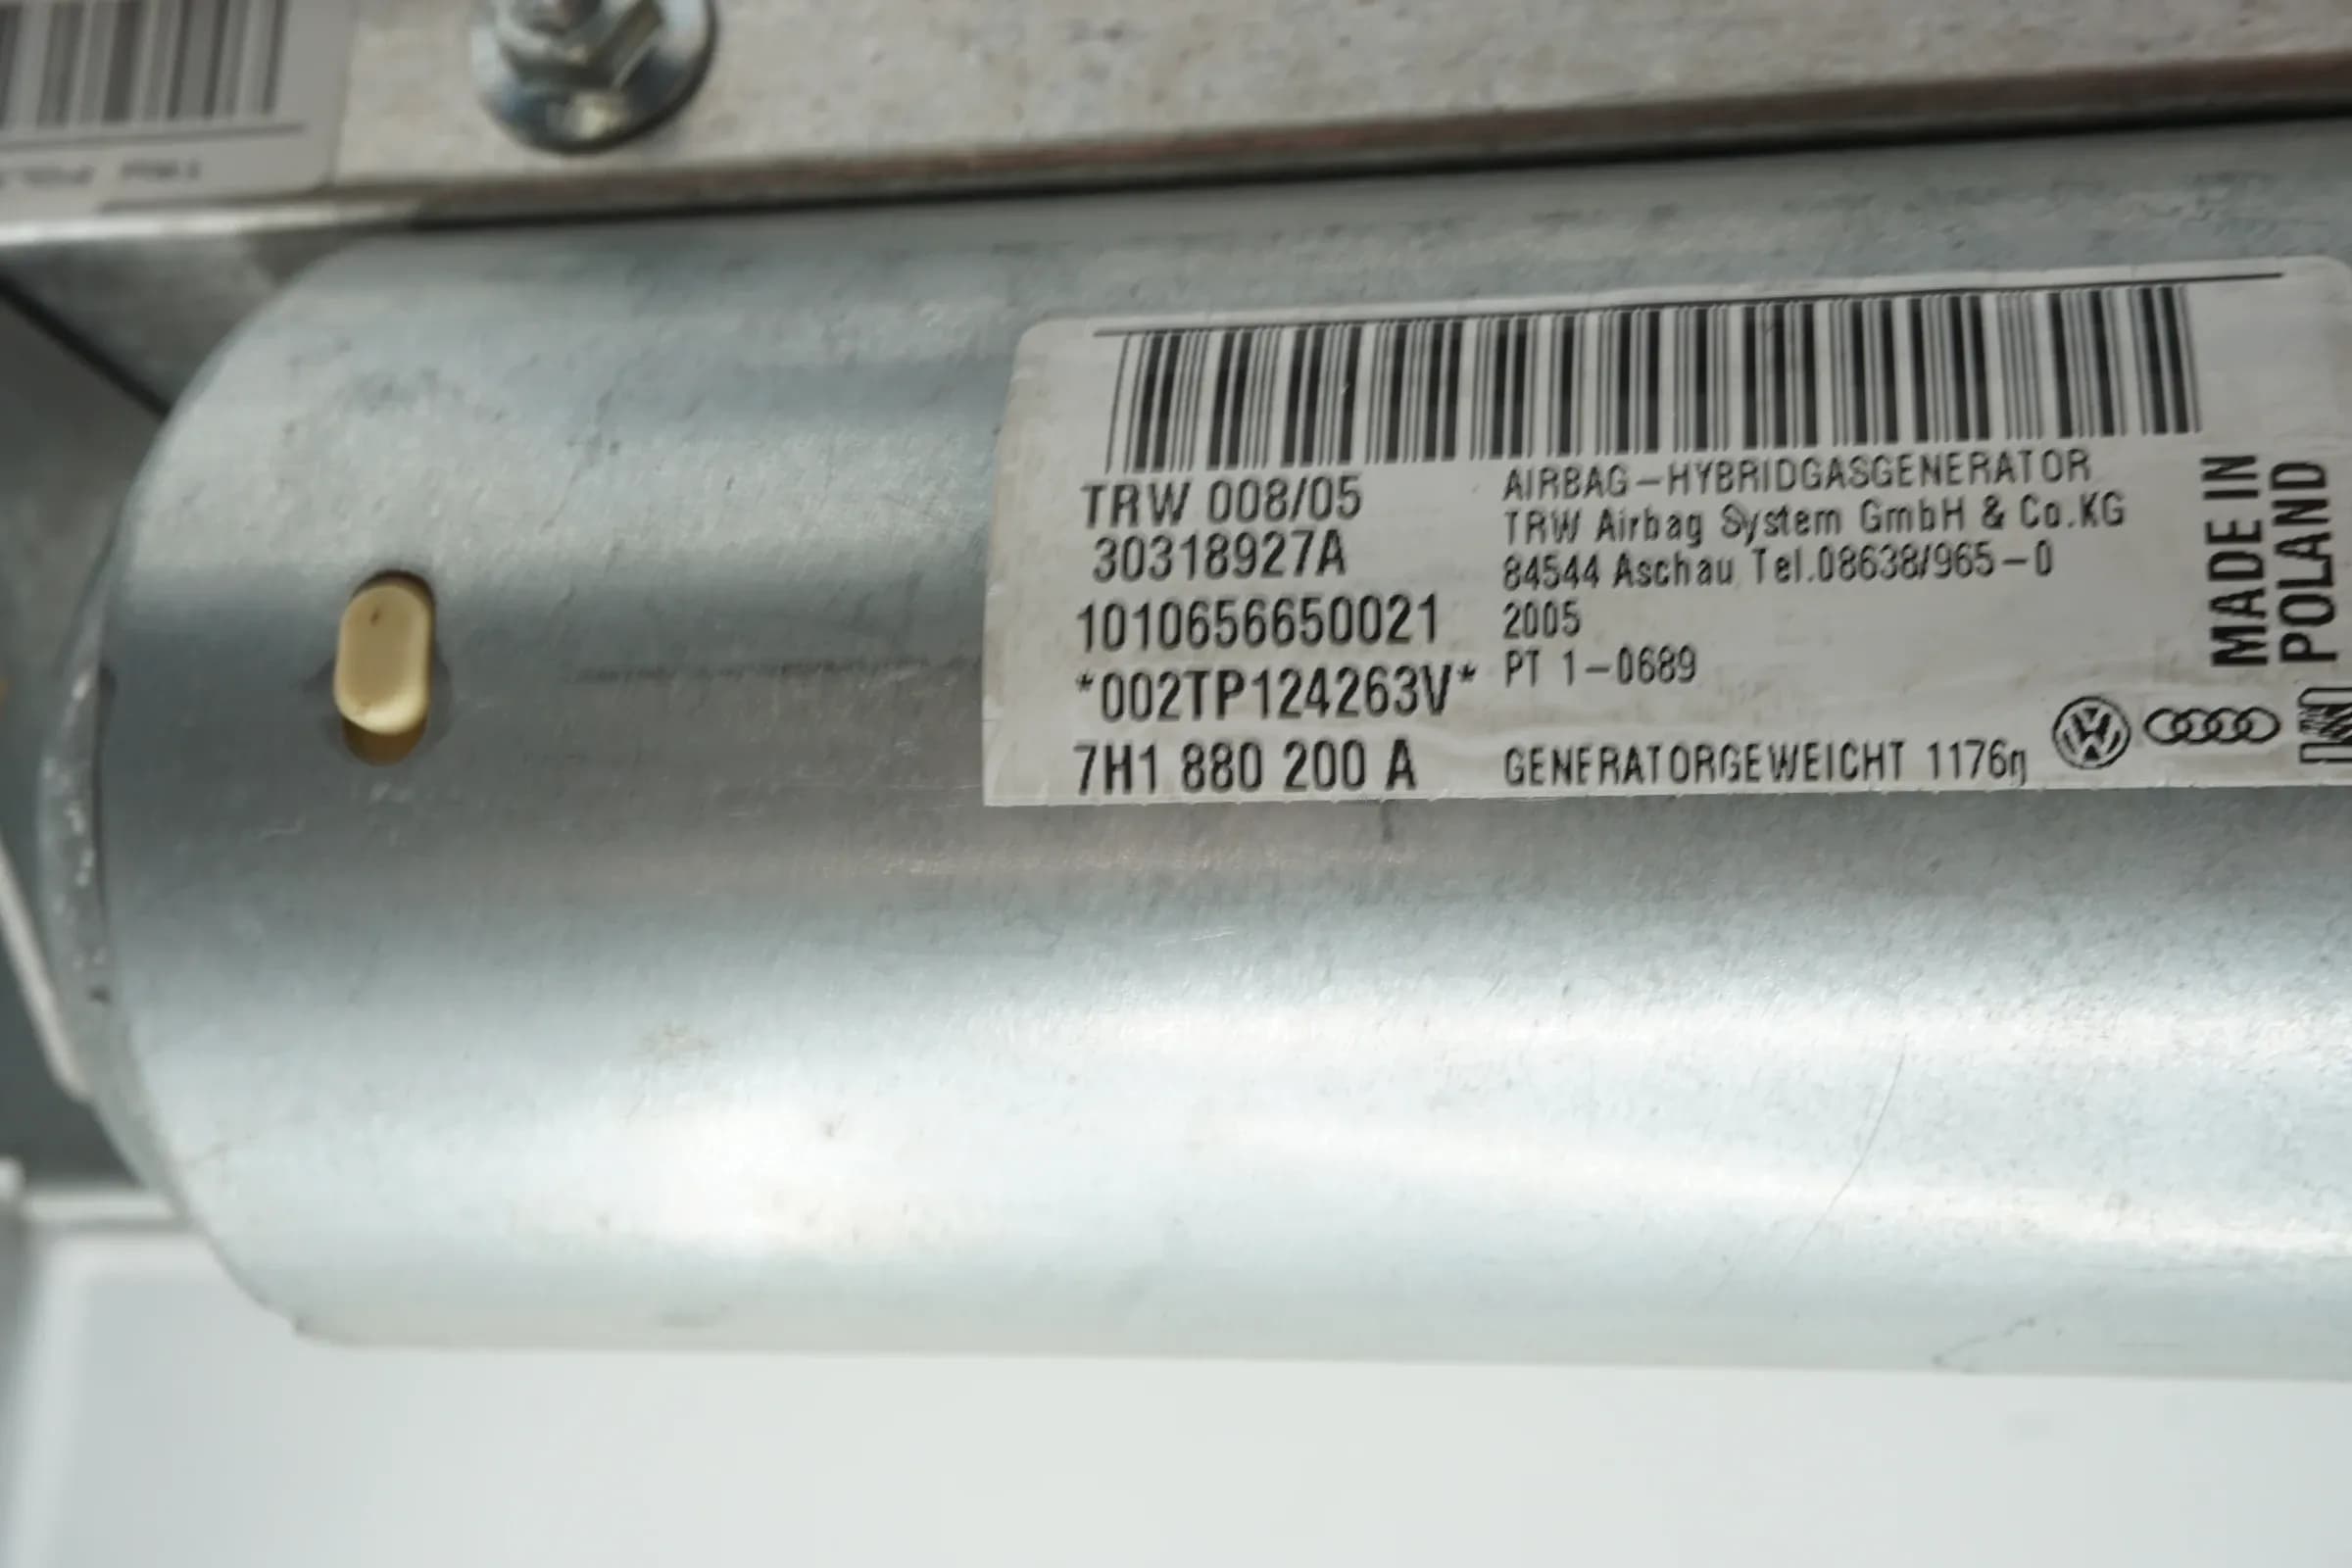 TRW 008/05
30318927A
1010656650021
*002TP124263V*
7H1 880 200 A
AIRBAG-HYBRIDGASGENERATOR
TRW Airbag System GmbH & Co.KG
84544 Aschau Tel.08638/965-0
2005
PT 1-0689
GENERATORGEWEICHT 1176g
MADE IN
POLAND